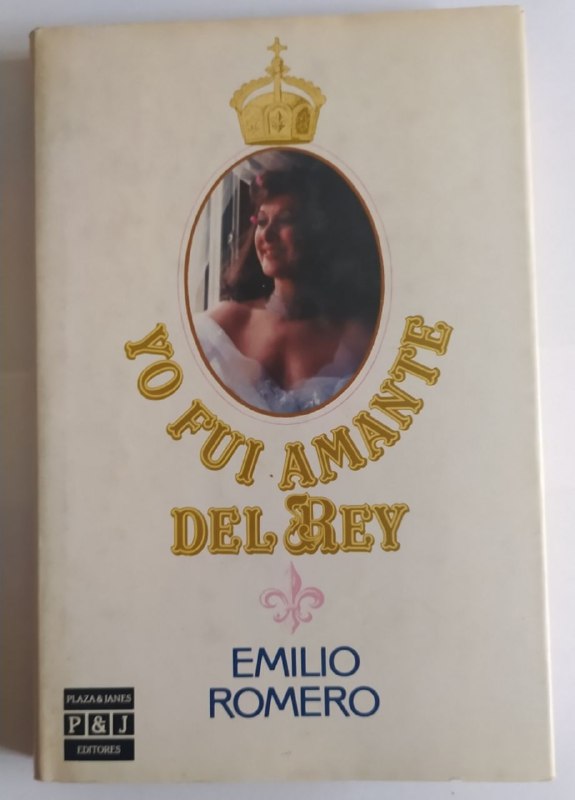 YO FUI AMANTE
DEL REY
EMILIO
ROMERO
PLAZA & JANES
P & J
EDITORES